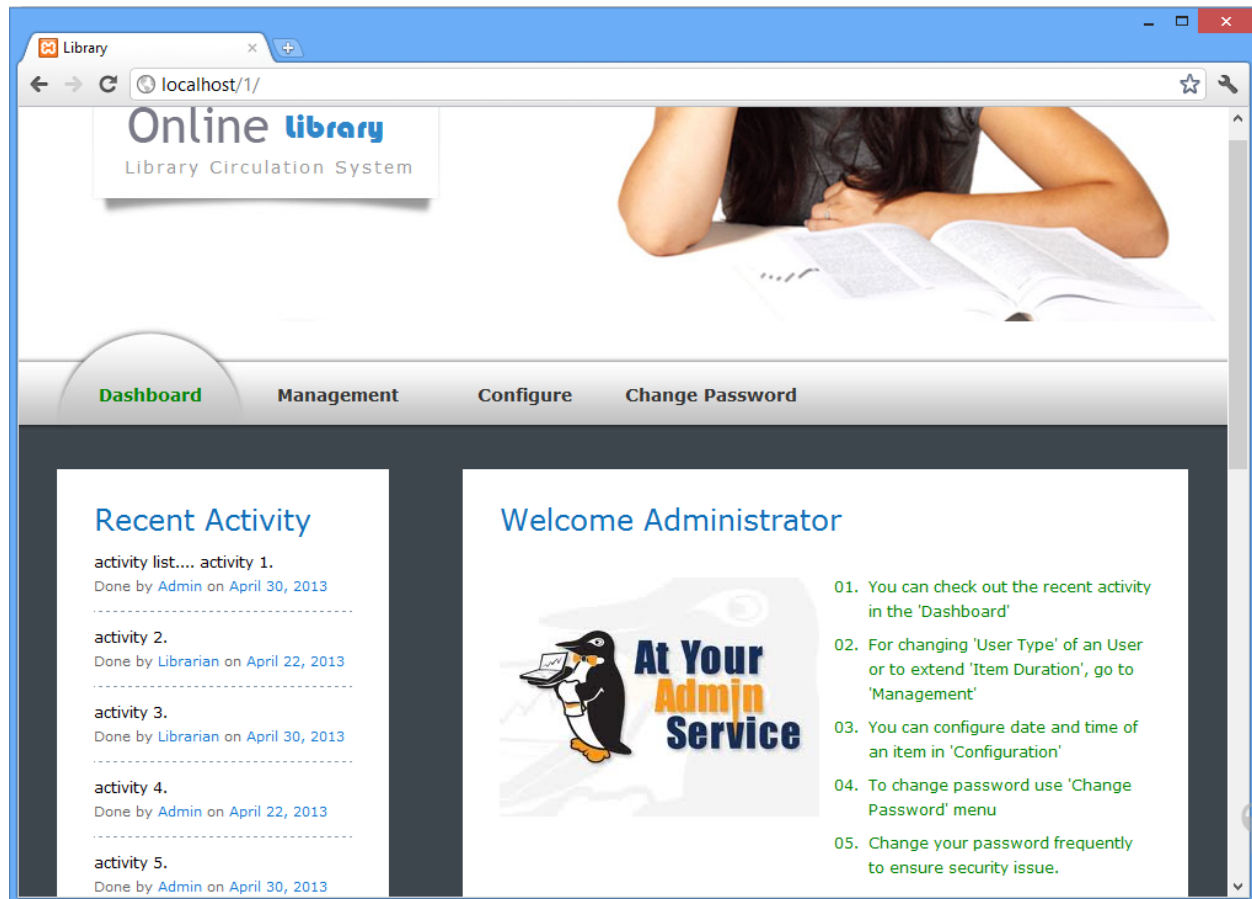 Library
localhost/1/
Online library
Library Circulation System
Dashboard Management Configure Change Password
Recent Activity
activity list.... activity 1.
Done by Admin on April 30, 2013
activity 2.
Done by Librarian on April 22, 2013
activity 3.
Done by Librarian on April 30, 2013
activity 4.
Done by Admin on April 22, 2013
activity 5.
Done by Admin on April 30, 2013
Welcome Administrator
At Your
Admin
Service
01. You can check out the recent activity
in the 'Dashboard'
02. For changing 'User Type' of an User
or to extend 'Item Duration', go to
'Management'
03. You can configure date and time of
an item in 'Configuration'
04. To change password use 'Change
Password' menu
05. Change your password frequently
to ensure security issue.